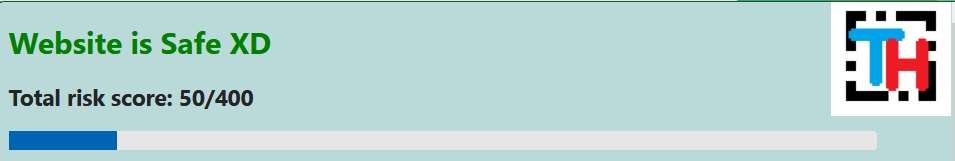 Website is Safe XD
Total risk score: 50/400
TH